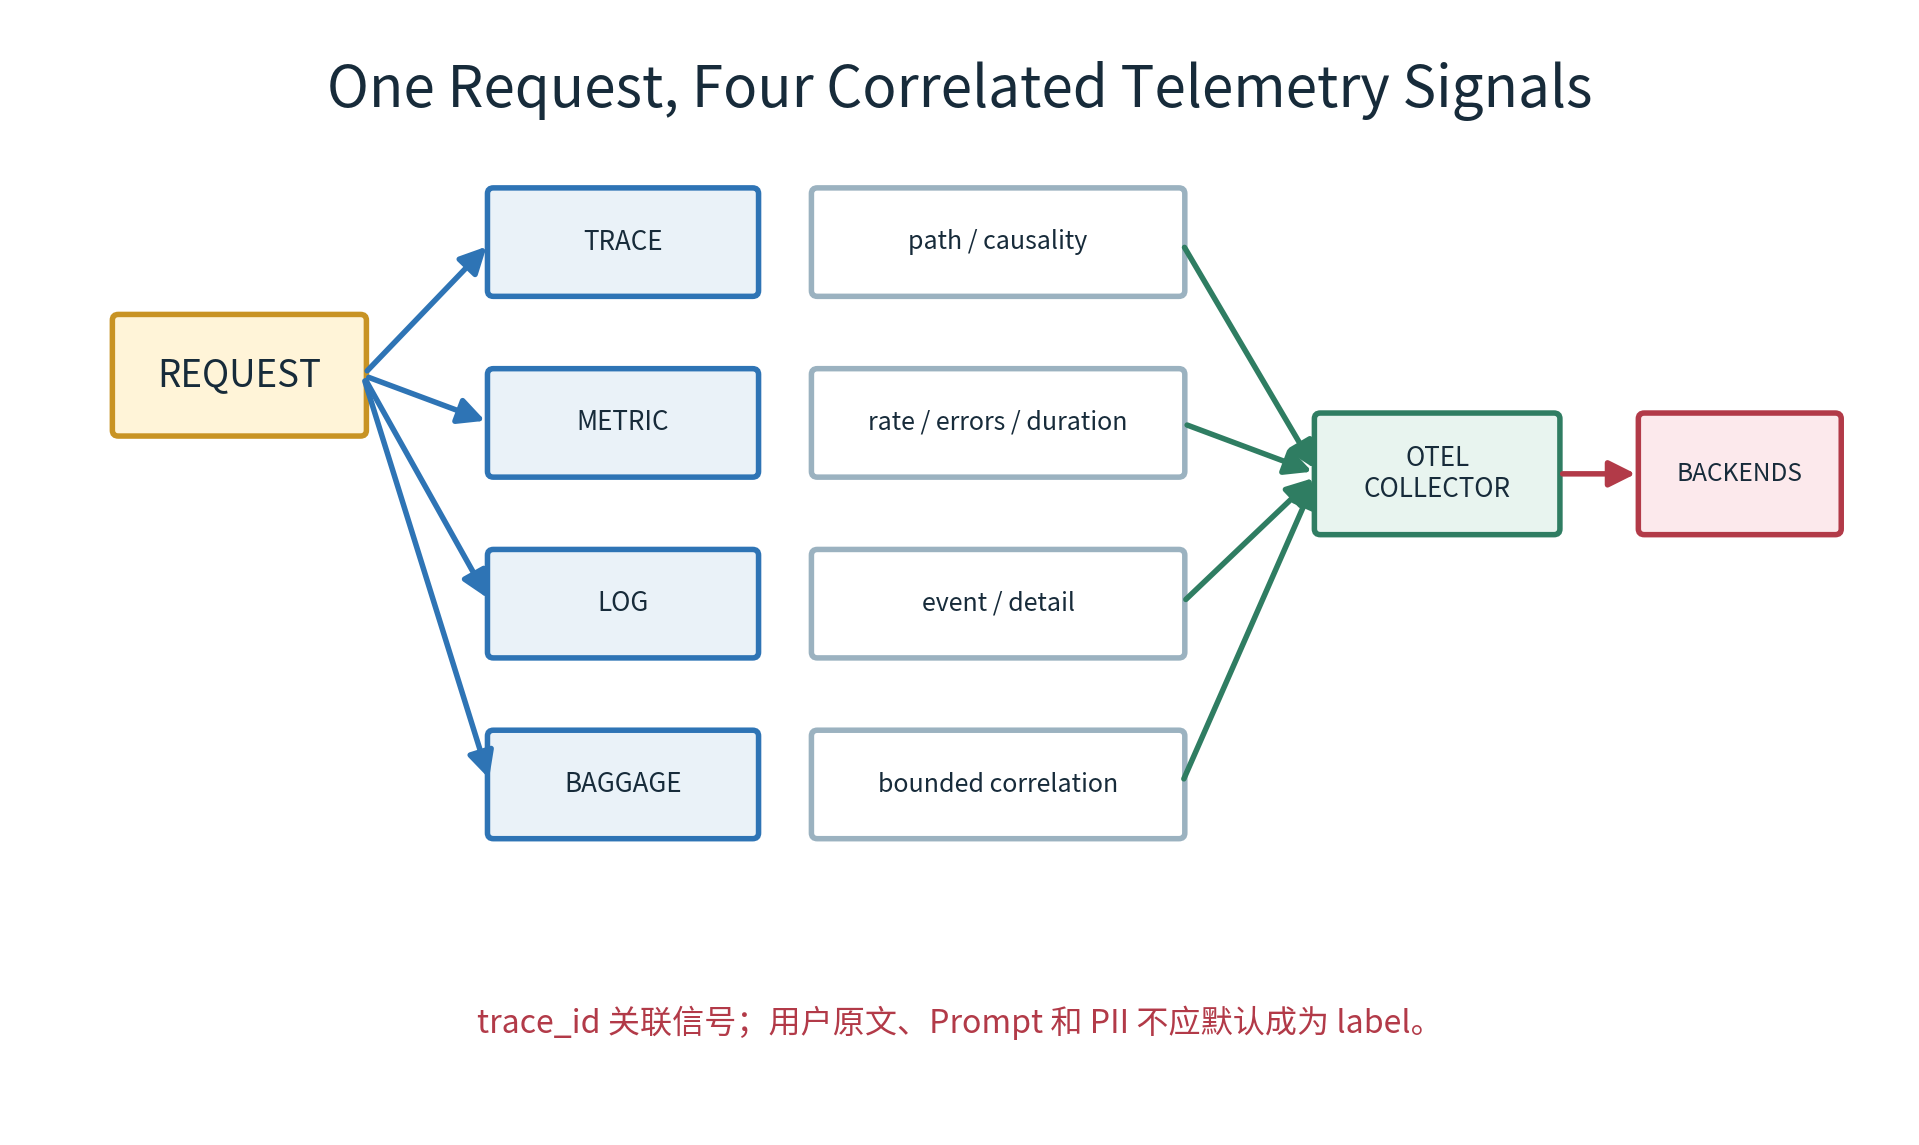 One Request, Four Correlated Telemetry Signals
REQUEST
TRACE
path / causality
METRIC
rate / errors / duration
LOG
event / detail
BAGGAGE
bounded correlation
OTEL
COLLECTOR
BACKENDS
trace_id 关联信号；用户原文、Prompt 和 PII 不应默认成为 label。